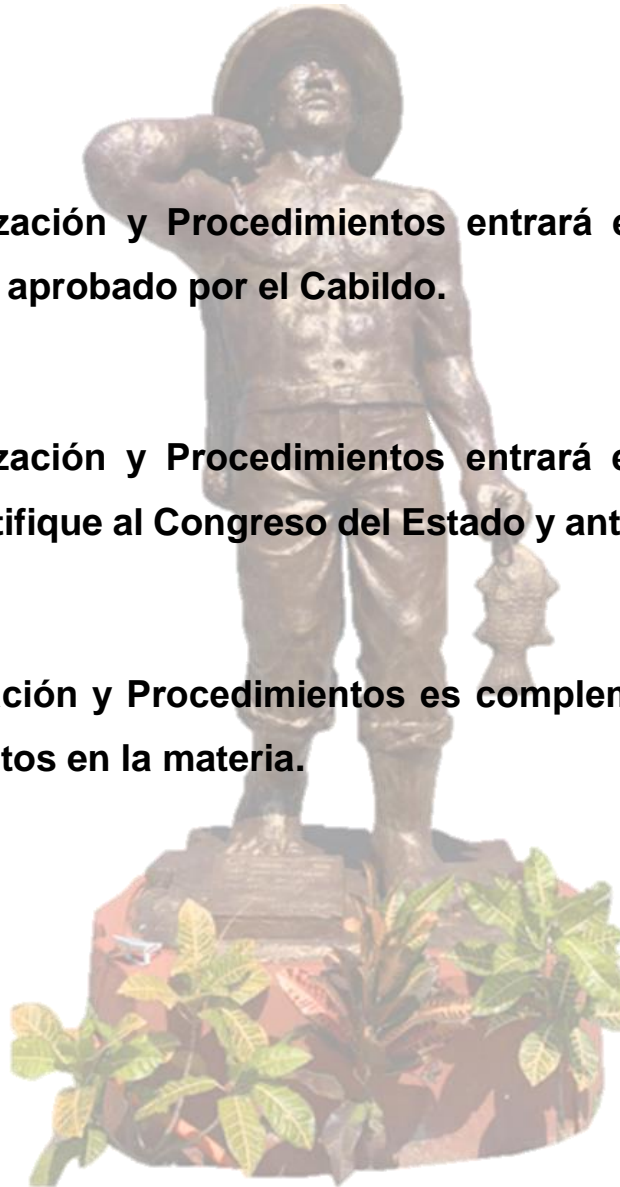 zación y Procedimientos entrará e
aprobado por el Cabildo.
zación y Procedimientos entrará e
tifique al Congreso del Estado y ant
ción y Procedimientos es complen
tos en la materia.